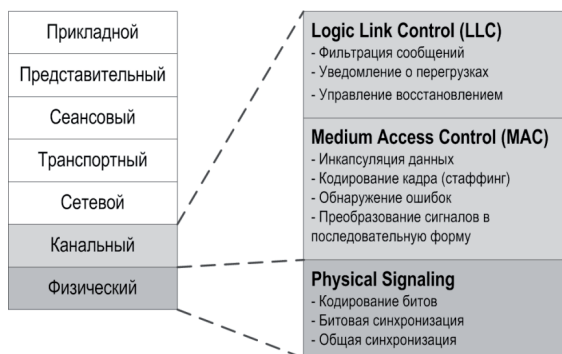 Прикладной
Представительный
Сеансовый
Транспортный
Сетевой
Канальный
Физический
Logic Link Control (LLC)
- Фильтрация сообщений
- Уведомление о перегрузках
- Управление восстановлением
Medium Access Control (MAC)
- Инкапсуляция данных
- Кодирование кадра (стаффинг)
- Обнаружение ошибок
- Преобразование сигналов в
последовательную форму
Physical Signaling
- Кодирование битов
- Битовая синхронизация
- Общая синхронизация